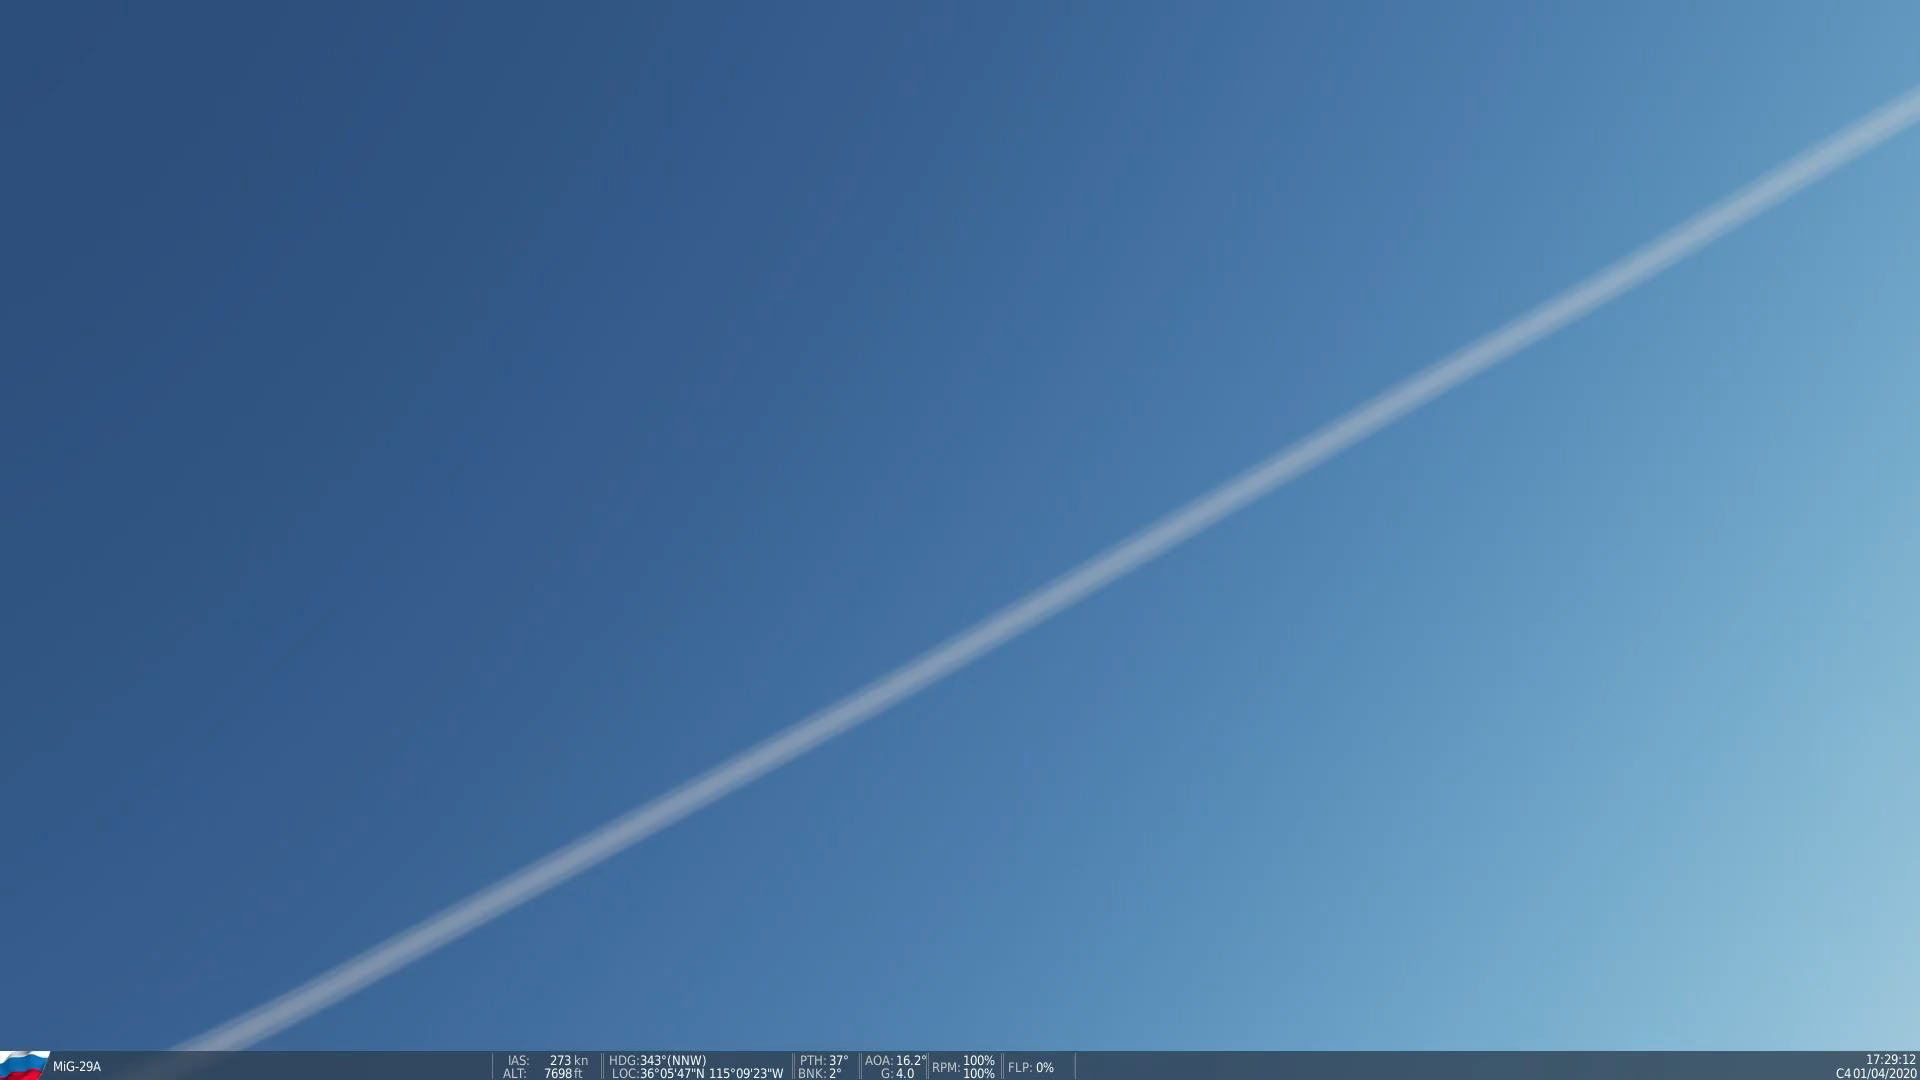 MiG-29A
IAS: 273 kn
ALT: 7698 ft
HDG:343°(NNW)
LOC:36°05'47"N 115°09'23"W
PTH: 37°
BNK: 2°
AOA: 16.2°
G: 4.0
RPM: 100%
100%
FLP: 0%
17:29:12
C4 01/04/2020